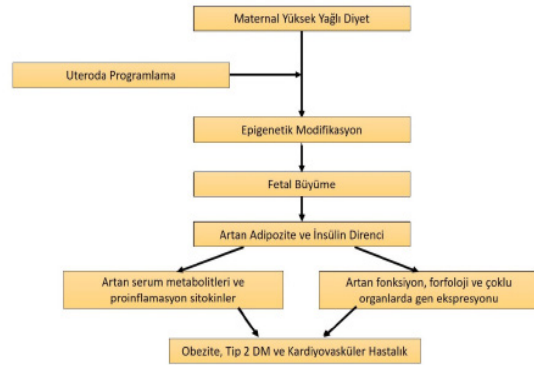 Maternal Yüksek Yağlı Diyet
Uteroda Programlama
Epigenetik Modifikasyon
Fetal Büyüme
Artan Adipozite ve İnsülin Direnci
Artan serum metabolitleri ve
proinflamasyon sitokinler
Artan fonksiyon, forfoloji ve çoklu
organlarda gen ekspresyonu
Obezite, Tip 2 DM ve Kardiyovasküler Hastalık